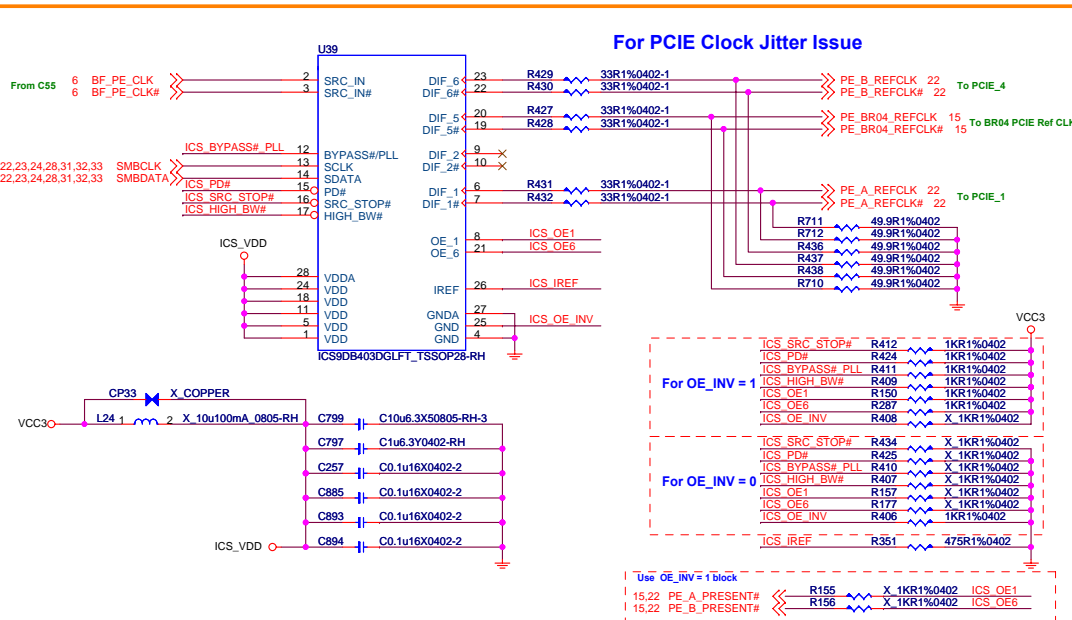 For PCIE Clock Jitter Issue
U39
From C55
6 BF_PE_CLK
6 BF_PE_CLK#
2 SRC_IN
3 SRC_IN#
ICS_BYPASS#_PLL 12 BYPASS#/PLL
22,23,24,28,31,32,33 SMBCLK 13 SCLK
22,23,24,28,31,32,33 SMBDATA 14 SDATA
ICS_PD# 15 PD#
ICS_SRC_STOP# 16 SRC_STOP#
ICS_HIGH_BW# 17 HIGH_BW#
ICS_VDD
28 VDDA
24 VDD
18 VDD
11 VDD
5 VDD
1 VDD
DIF_6 23 R429 33R1%0402-1 PE_B_REFCLK 22
DIF_6# 22 R430 33R1%0402-1 PE_B_REFCLK# 22
To PCIE_4
DIF_5 20 R427 33R1%0402-1 PE_BR04_REFCLK 15
DIF_5# 19 R428 33R1%0402-1 PE_BR04_REFCLK# 15
To BR04 PCIE Ref CLK
DIF_2 9
DIF_2# 10
DIF_1 6 R431 33R1%0402-1 PE_A_REFCLK 22
DIF_1# 7 R432 33R1%0402-1 PE_A_REFCLK# 22
To PCIE_1
OE_1 8 ICS_OE1
OE_6 21 ICS_OE6
IREF 26 ICS_IREF
GNDA 27
GND 25 ICS_OE_INV
GND 4
ICS9DB403DGLFT_TSSOP28-RH
R711 49.9R1%0402
R712 49.9R1%0402
R436 49.9R1%0402
R437 49.9R1%0402
R438 49.9R1%0402
R710 49.9R1%0402
VCC3
For OE_INV = 1
ICS_SRC_STOP# R412 1KR1%0402
ICS_PD# R424 1KR1%0402
ICS_BYPASS#_PLL R411 1KR1%0402
ICS_HIGH_BW# R409 1KR1%0402
ICS_OE1 R150 1KR1%0402
ICS_OE6 R287 1KR1%0402
ICS_OE_INV R408 X_1KR1%0402
For OE_INV = 0
ICS_SRC_STOP# R434 X_1KR1%0402
ICS_PD# R425 X_1KR1%0402
ICS_BYPASS#_PLL R410 X_1KR1%0402
ICS_HIGH_BW# R407 X_1KR1%0402
ICS_OE1 R157 X_1KR1%0402
ICS_OE6 R177 X_1KR1%0402
ICS_OE_INV R406 1KR1%0402
ICS_IREF R351 475R1%0402
Use OE_INV = 1 block
15,22 PE_A_PRESENT# R155 X_1KR1%0402 ICS_OE1
15,22 PE_B_PRESENT# R156 X_1KR1%0402 ICS_OE6
CP33 X_COPPER
VCC3
L24 1 2 X_10u100mA_0805-RH
C799 C10u6.3X50805-RH-3
C797 C1u6.3Y0402-RH
C257 C0.1u16X0402-2
C885 C0.1u16X0402-2
C893 C0.1u16X0402-2
ICS_VDD C894 C0.1u16X0402-2